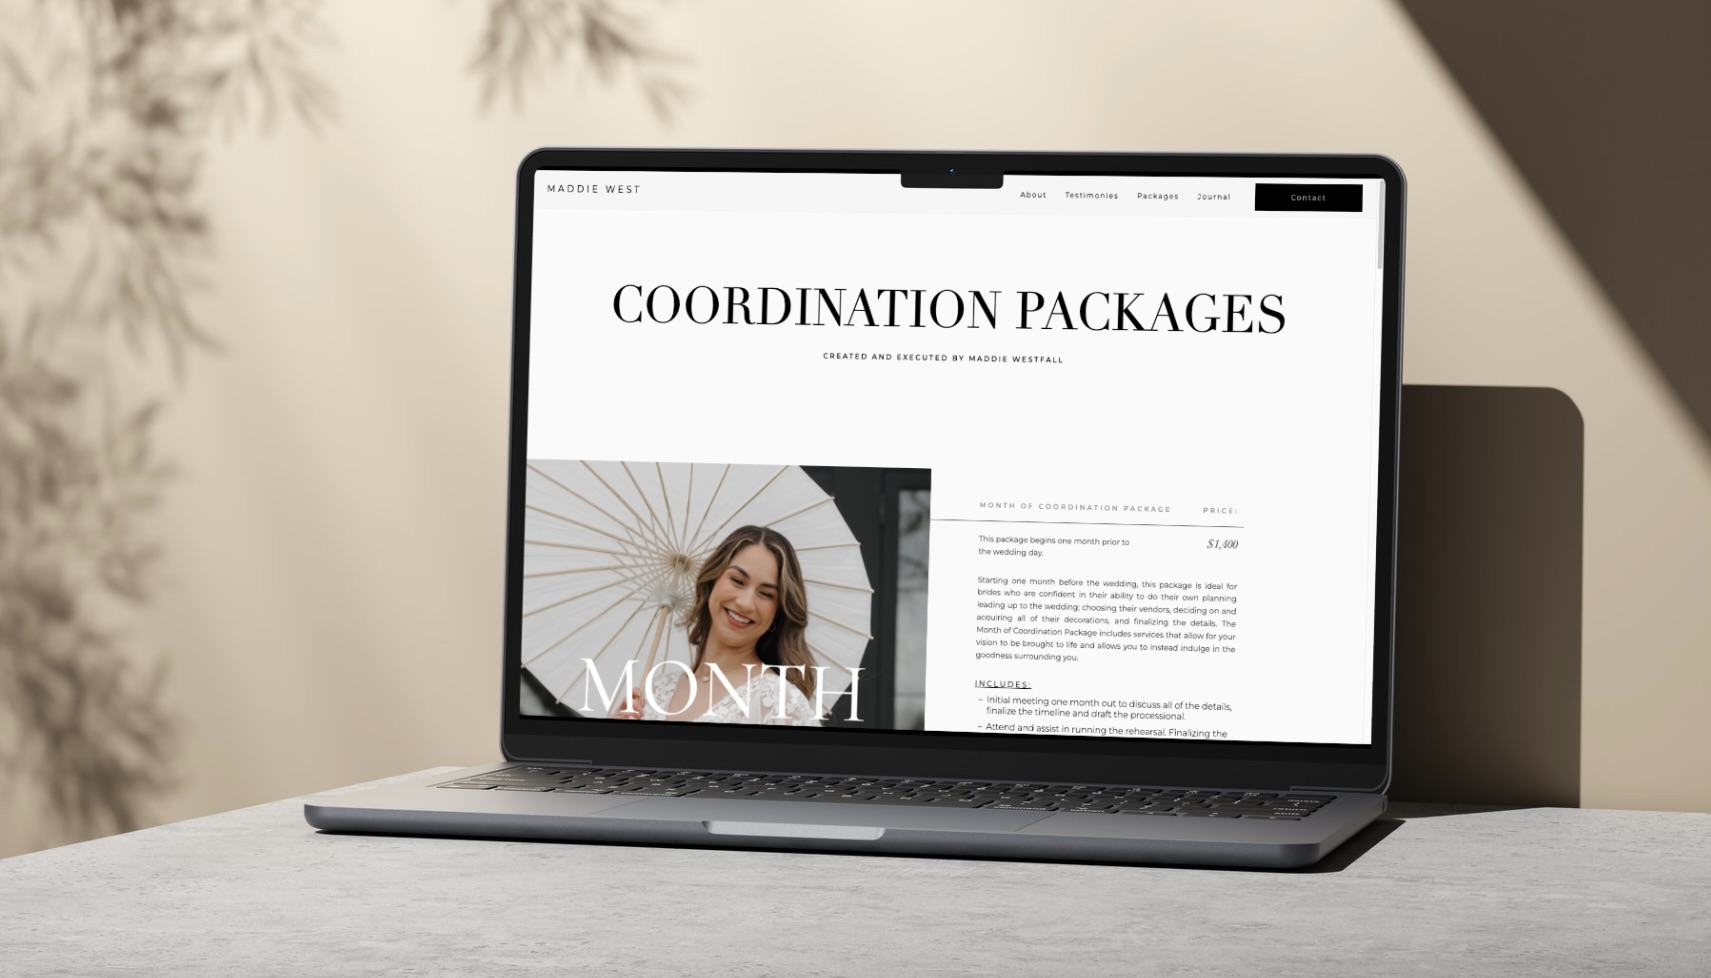 MADDIE WEST
About Testimonies Packages Journal Contact
COORDINATION PACKAGES
CREATED AND EXECUTED BY MADDIE WESTFALL
MONTH
MONTH OF COORDINATION PACKAGE PRICE:
This package begins one month prior to
the wedding day.
$1,400
Starting one month before the wedding, this package is ideal for
brides who are confident in their ability to do their own planning
leading up to the wedding: choosing their vendors, deciding on and
acquiring all of their decorations, and finalizing the details. The
Month of Coordination Package includes services that allow for your
vision to be brought to life and allows you to instead indulge in the
goodness surrounding you.
INCLUDES:
– Initial meeting one month out to discuss all of the details,
finalize the timeline and draft the processional.
– Attend and assist in running the rehearsal. Finalizing the